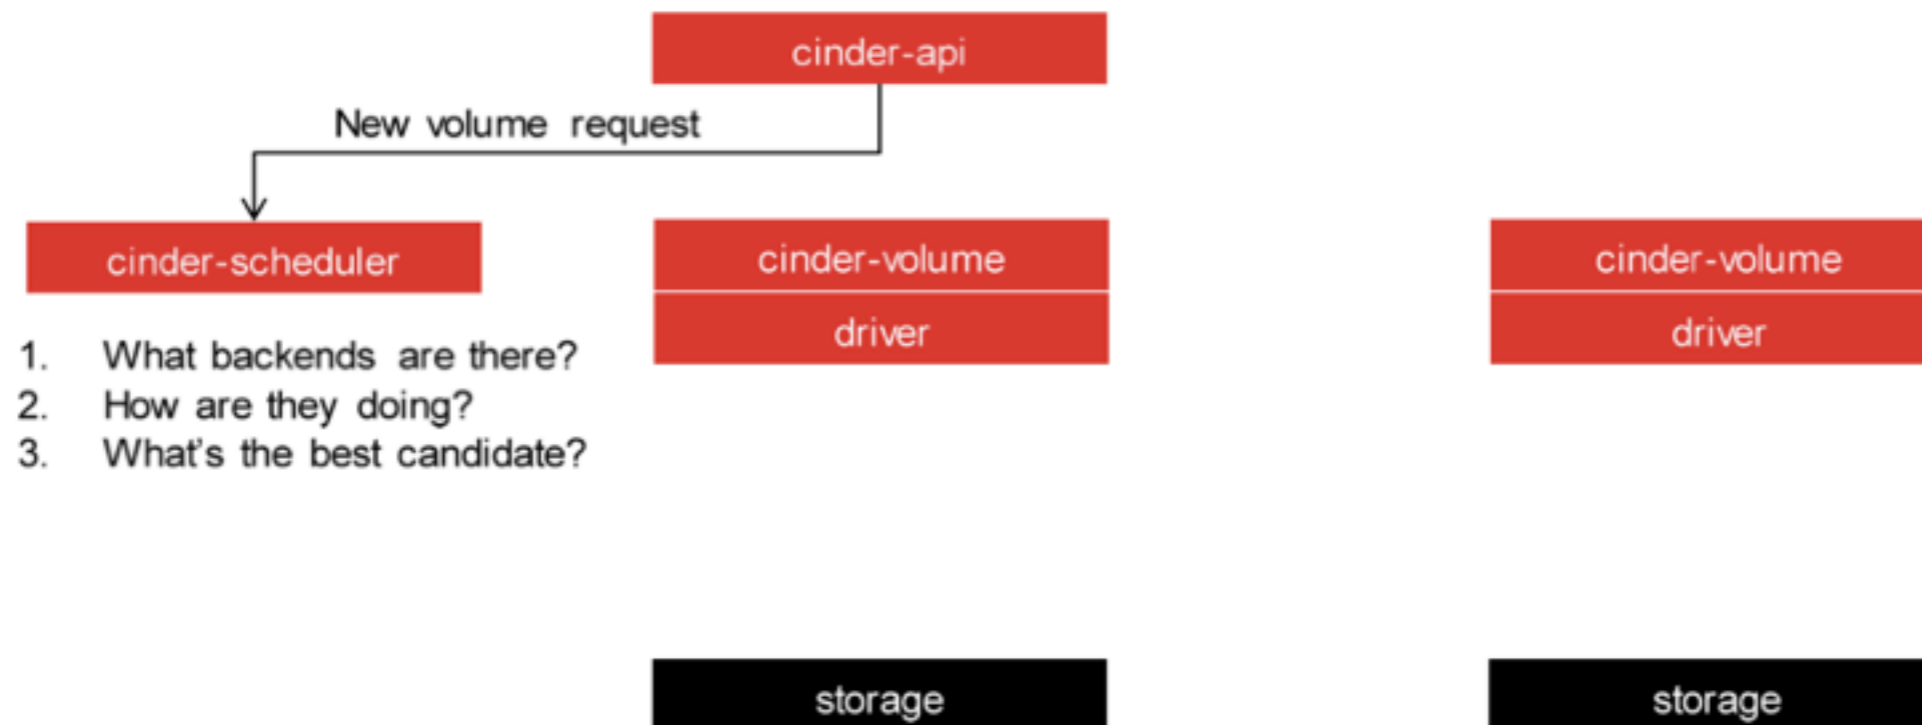 cinder-api
New volume request
cinder-scheduler
cinder-volume
cinder-volume
driver
driver
1. What backends are there?
2. How are they doing?
3. What's the best candidate?
storage
storage